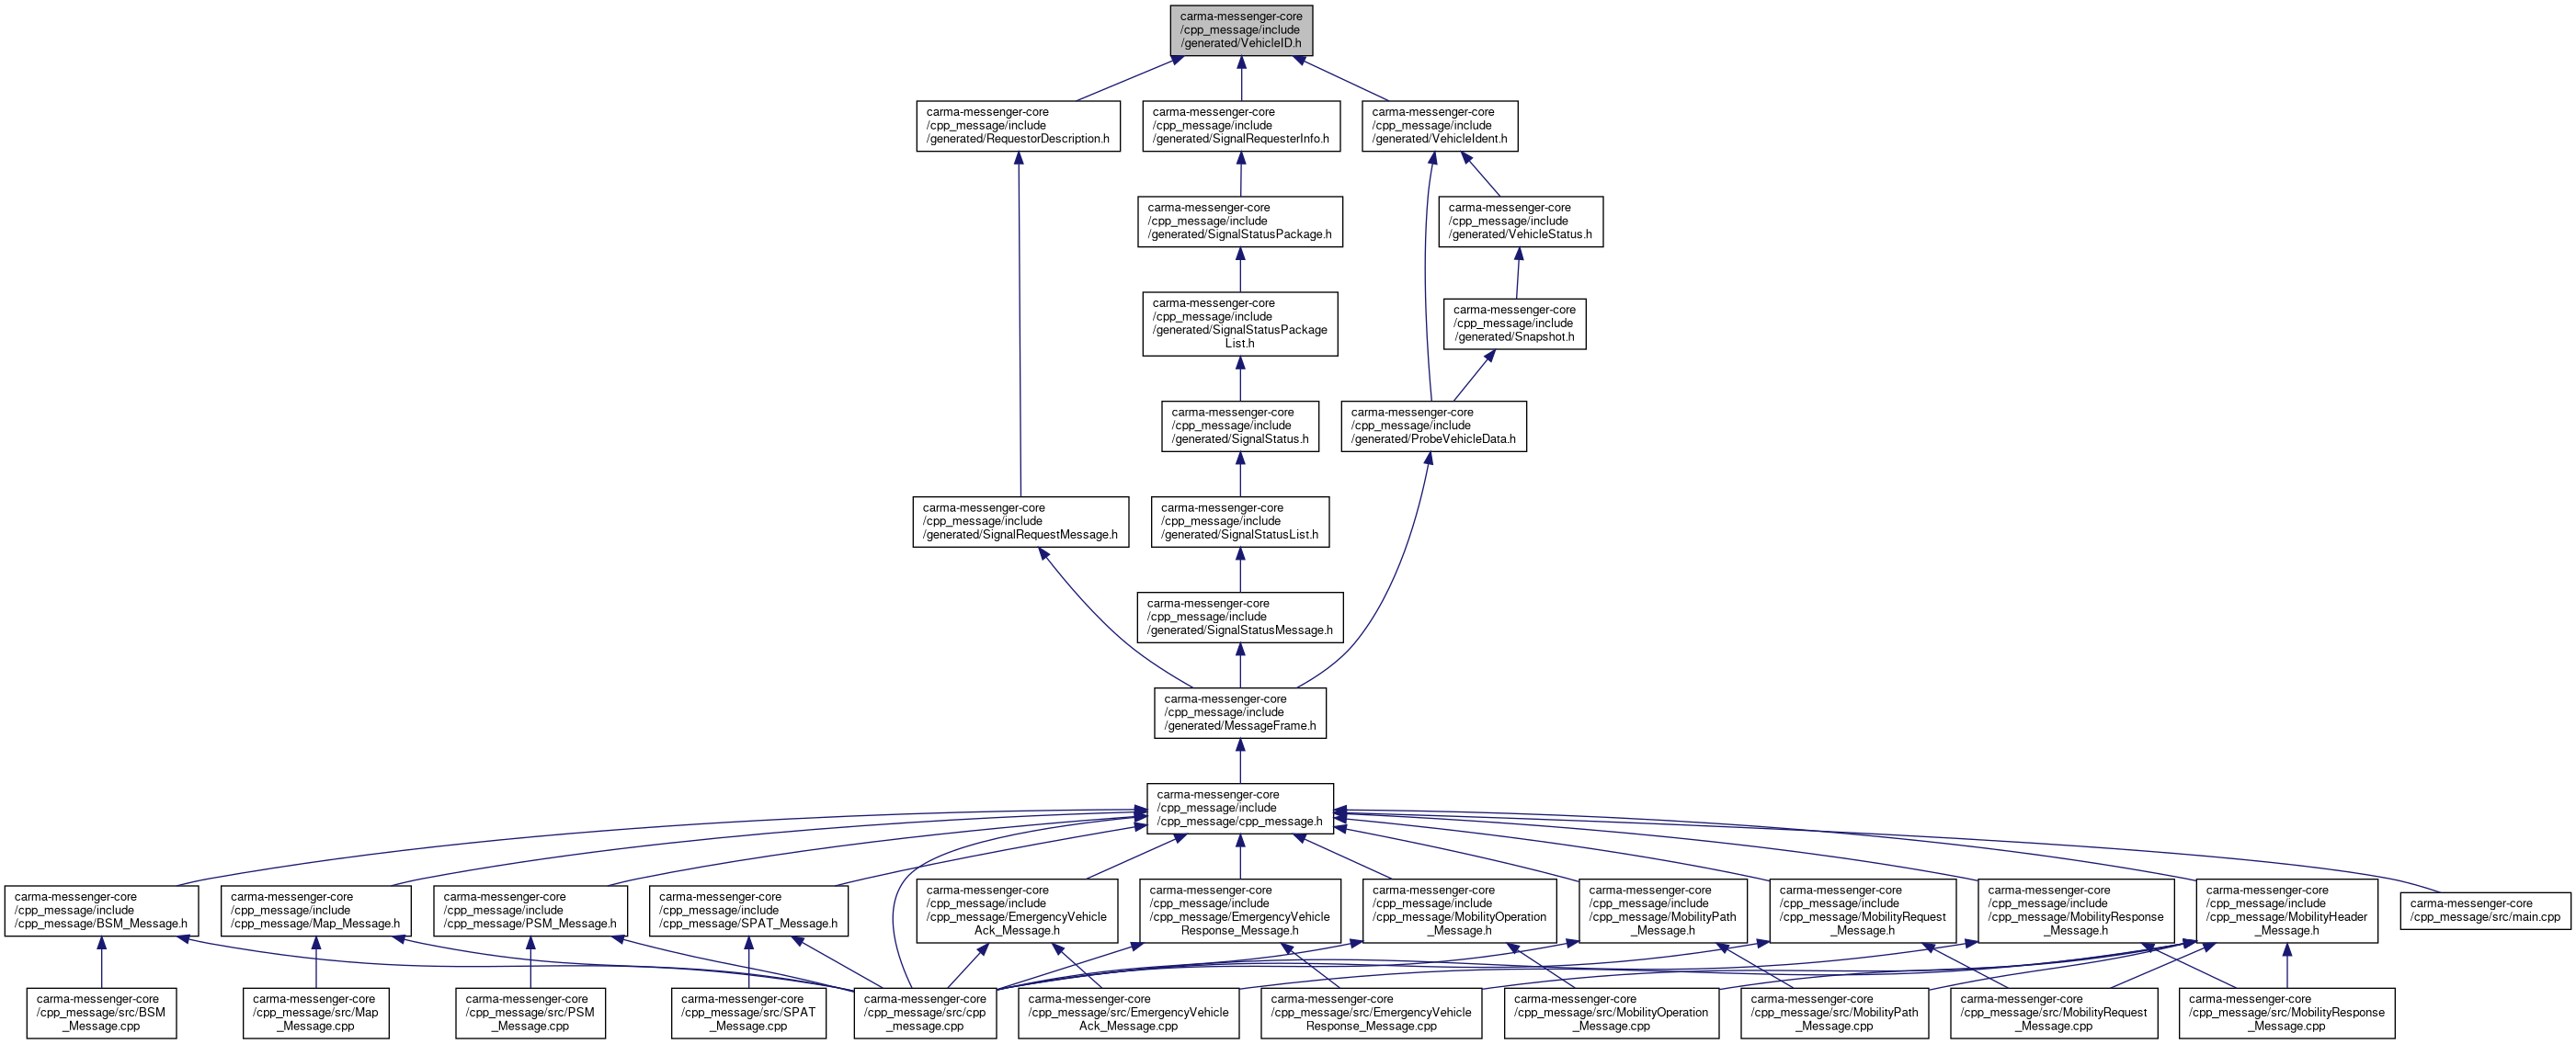 carma-messenger-core
/cpp_message/include
/generated/VehicleID.h
carma-messenger-core
/cpp_message/include
/generated/RequestorDescription.h
carma-messenger-core
/cpp_message/include
/generated/SignalRequesterInfo.h
carma-messenger-core
/cpp_message/include
/generated/VehicleIdent.h
carma-messenger-core
/cpp_message/include
/generated/SignalStatusPackage.h
carma-messenger-core
/cpp_message/include
/generated/VehicleStatus.h
carma-messenger-core
/cpp_message/include
/generated/SignalStatusPackage
List.h
carma-messenger-core
/cpp_message/include
/generated/Snapshot.h
carma-messenger-core
/cpp_message/include
/generated/SignalStatus.h
carma-messenger-core
/cpp_message/include
/generated/ProbeVehicleData.h
carma-messenger-core
/cpp_message/include
/generated/SignalRequestMessage.h
carma-messenger-core
/cpp_message/include
/generated/SignalStatusList.h
carma-messenger-core
/cpp_message/include
/generated/SignalStatusMessage.h
carma-messenger-core
/cpp_message/include
/generated/MessageFrame.h
carma-messenger-core
/cpp_message/include
/cpp_message/cpp_message.h
carma-messenger-core
/cpp_message/include
/cpp_message/BSM_Message.h
carma-messenger-core
/cpp_message/include
/cpp_message/Map_Message.h
carma-messenger-core
/cpp_message/include
/cpp_message/PSM_Message.h
carma-messenger-core
/cpp_message/include
/cpp_message/SPAT_Message.h
carma-messenger-core
/cpp_message/include
/cpp_message/EmergencyVehicle
Ack_Message.h
carma-messenger-core
/cpp_message/include
/cpp_message/EmergencyVehicle
Response_Message.h
carma-messenger-core
/cpp_message/include
/cpp_message/MobilityOperation
_Message.h
carma-messenger-core
/cpp_message/include
/cpp_message/MobilityPath
_Message.h
carma-messenger-core
/cpp_message/include
/cpp_message/MobilityRequest
_Message.h
carma-messenger-core
/cpp_message/include
/cpp_message/MobilityResponse
_Message.h
carma-messenger-core
/cpp_message/include
/cpp_message/MobilityHeader
_Message.h
carma-messenger-core
/cpp_message/src/main.cpp
carma-messenger-core
/cpp_message/src/BSM
_Message.cpp
carma-messenger-core
/cpp_message/src/Map
_Message.cpp
carma-messenger-core
/cpp_message/src/PSM
_Message.cpp
carma-messenger-core
/cpp_message/src/SPAT
_Message.cpp
carma-messenger-core
/cpp_message/src/cpp
_message.cpp
carma-messenger-core
/cpp_message/src/EmergencyVehicle
Ack_Message.cpp
carma-messenger-core
/cpp_message/src/EmergencyVehicle
Response_Message.cpp
carma-messenger-core
/cpp_message/src/MobilityOperation
_Message.cpp
carma-messenger-core
/cpp_message/src/MobilityPath
_Message.cpp
carma-messenger-core
/cpp_message/src/MobilityRequest
_Message.cpp
carma-messenger-core
/cpp_message/src/MobilityResponse
_Message.cpp